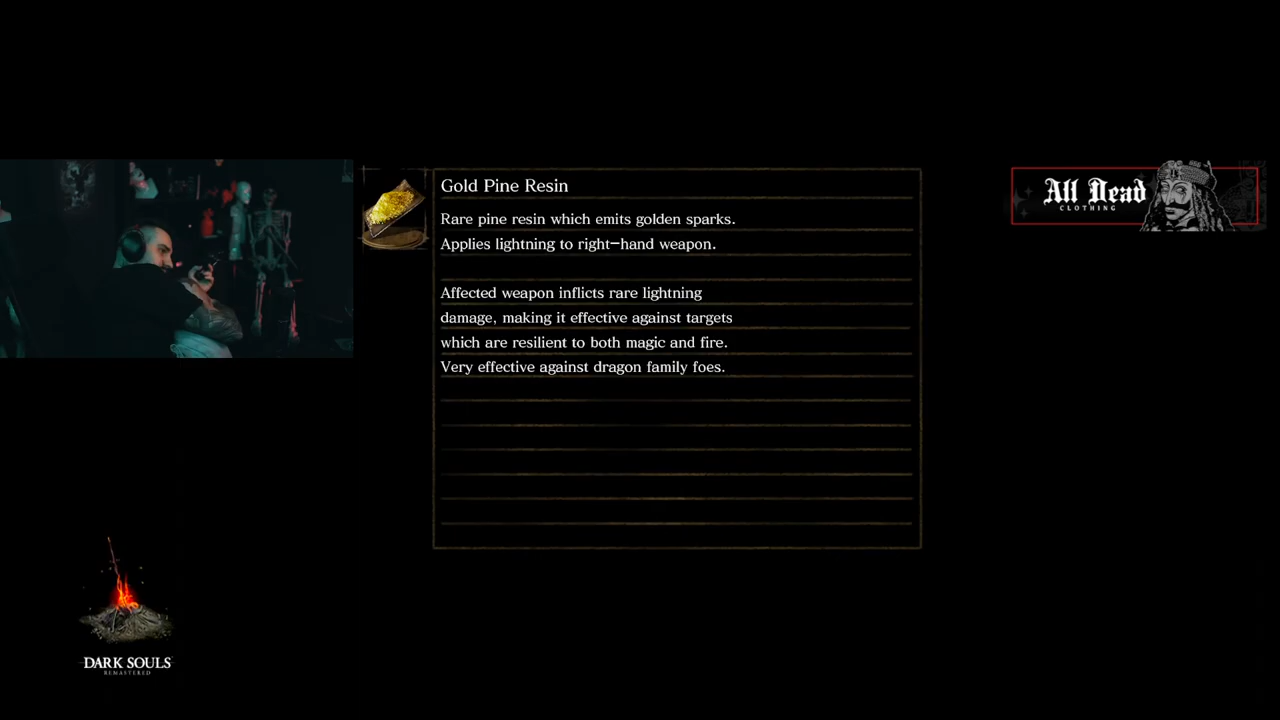 Gold Pine Resin
Rare pine resin which emits golden sparks.
Applies lightning to right-hand weapon.
Affected weapon inflicts rare lightning
damage, making it effective against targets
which are resilient to both magic and fire.
Very effective against dragon family foes.
All Dead
CLOTHING
DARK SOULS
REMASTERED